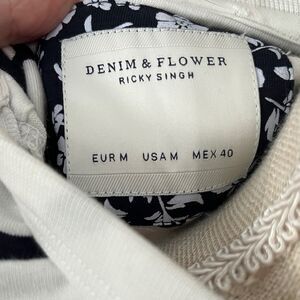 DENIM & FLOWER
RICKY SINGH
EUR M USA M MEX 40